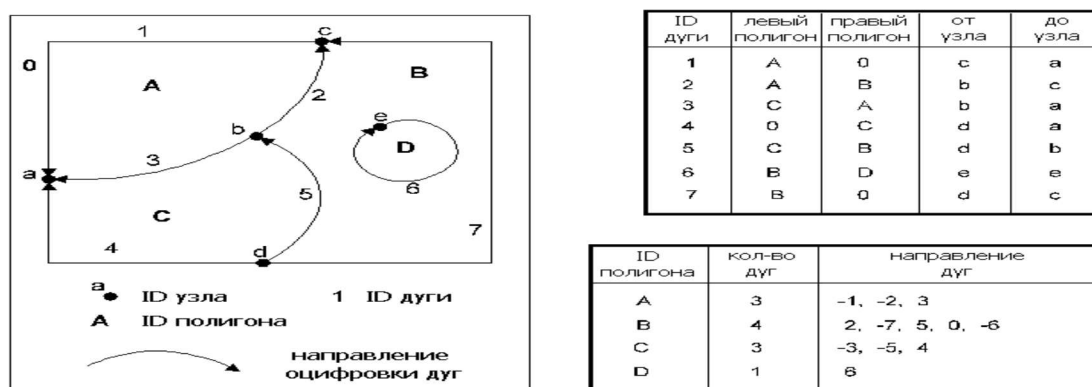 1
c
0
A
B
2
b
e
D
3
a
6
5
C
7
4
d
a
ID узла
1 ID дуги
A ID полигона
направление
оцифровки дуг
ID дуги левый полигон правый полигон от узла до узла
1 A 0 c a
2 A B b c
3 C A b a
4 0 C d a
5 C B d b
6 B D e e
7 B 0 d c
ID полигона кол-во дуг направление дуг
A 3 -1, -2, 3
B 4 2, -7, 5, 0, -6
C 3 -3, -5, 4
D 1 6